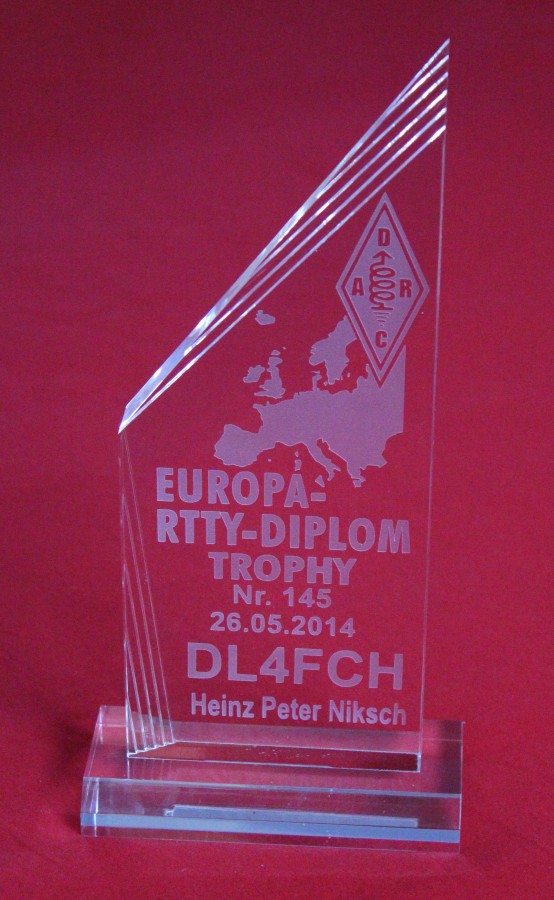 D
A R
C
EUROPA-
RTTY-DIPLOM
TROPHY
Nr. 145
26.05.2014
DL4FCH
Heinz Peter Niksch